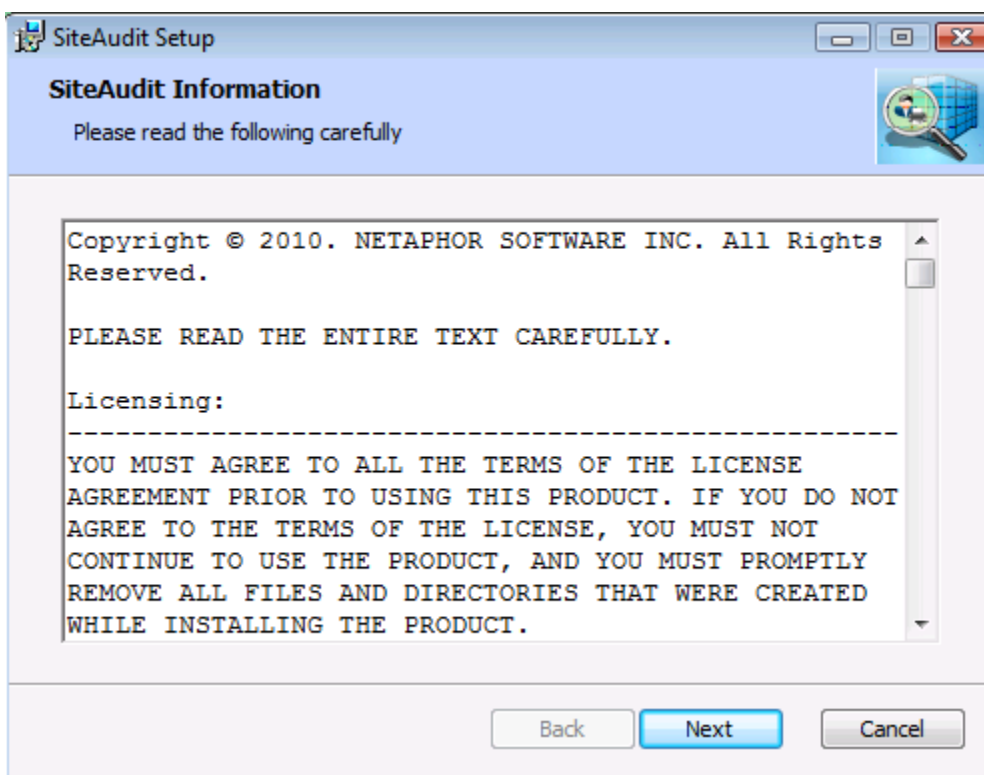 SiteAudit Setup
SiteAudit Information
Please read the following carefully
Copyright © 2010. NETAPHOR SOFTWARE INC. All Rights
Reserved.
PLEASE READ THE ENTIRE TEXT CAREFULLY.
Licensing:
----------------------------------------------------
YOU MUST AGREE TO ALL THE TERMS OF THE LICENSE
AGREEMENT PRIOR TO USING THIS PRODUCT. IF YOU DO NOT
AGREE TO THE TERMS OF THE LICENSE, YOU MUST NOT
CONTINUE TO USE THE PRODUCT, AND YOU MUST PROMPTLY
REMOVE ALL FILES AND DIRECTORIES THAT WERE CREATED
WHILE INSTALLING THE PRODUCT.
Back Next Cancel